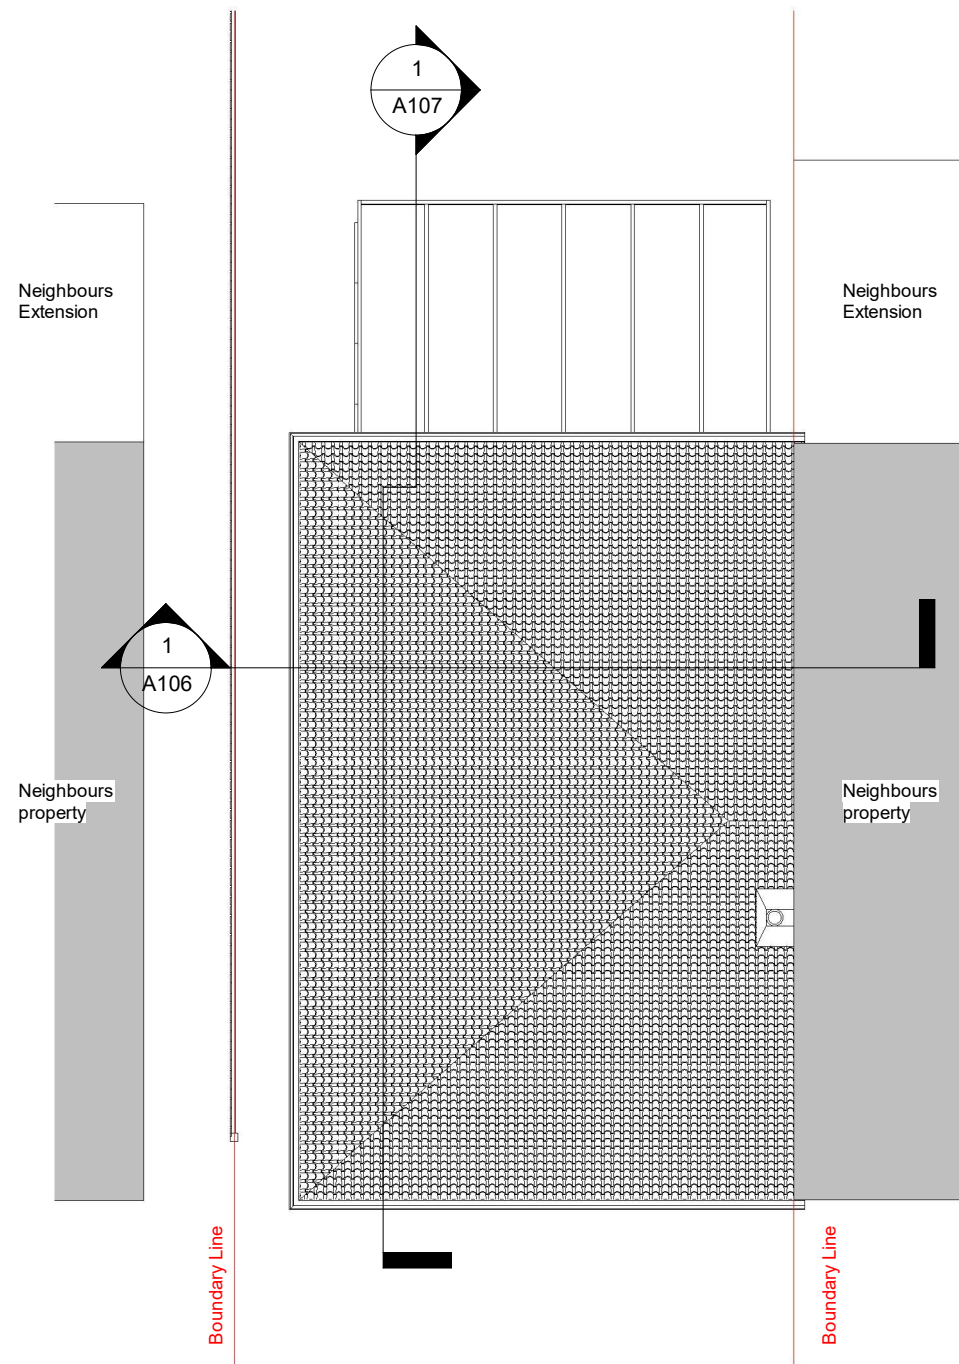 1
A107
Neighbours
Extension
Neighbours
Extension
1
A106
Neighbours
property
Neighbours
property
Boundary Line
Boundary Line